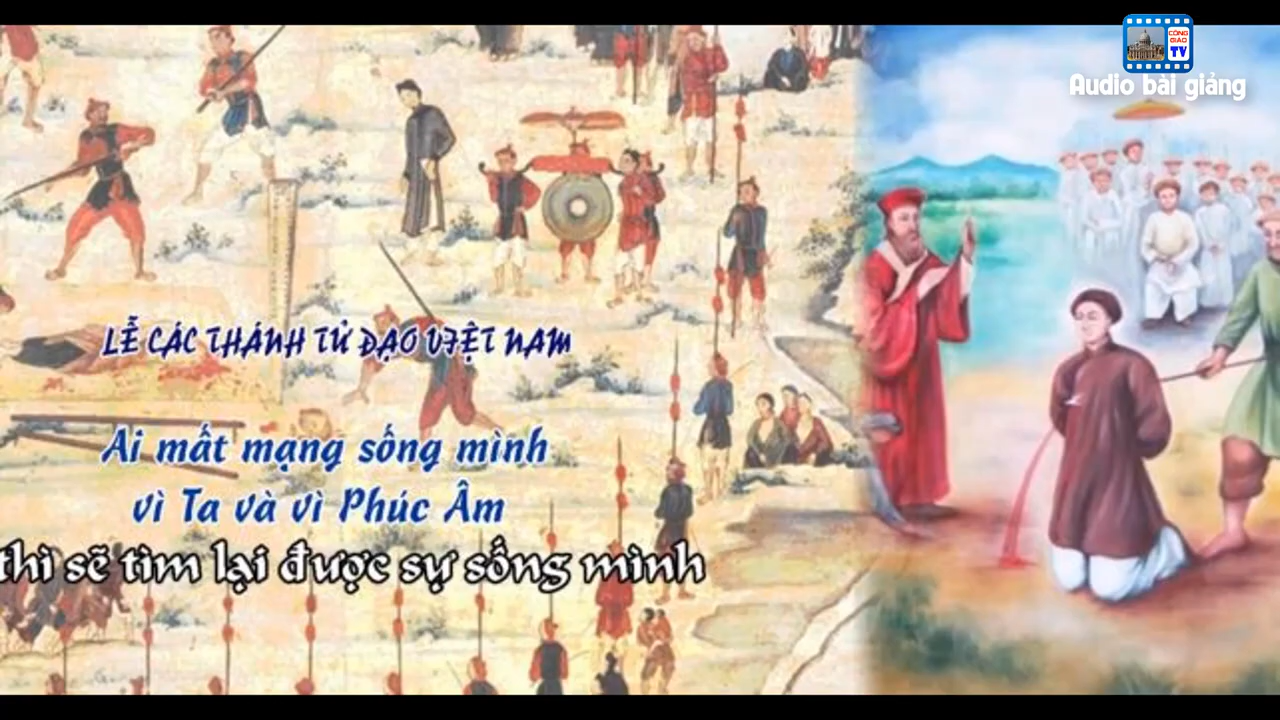 CÔNG
GIÁO
TV
Audio bài giảng
LỄ CÁC THÁNH TỬ ĐẠO VIỆT NAM
Ai mất mạng sống mình
vì Ta và vì Phúc Âm
thì sẽ tìm lại được sự sống mình